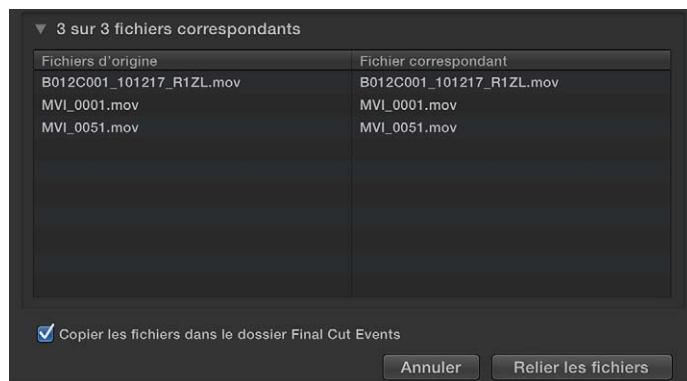 3 sur 3 fichiers correspondants
Fichiers d'origine Fichier correspondant
B012C001_101217_R1ZL.mov B012C001_101217_R1ZL.mov
MVI_0001.mov MVI_0001.mov
MVI_0051.mov MVI_0051.mov
Copier les fichiers dans le dossier Final Cut Events
Annuler Relier les fichiers